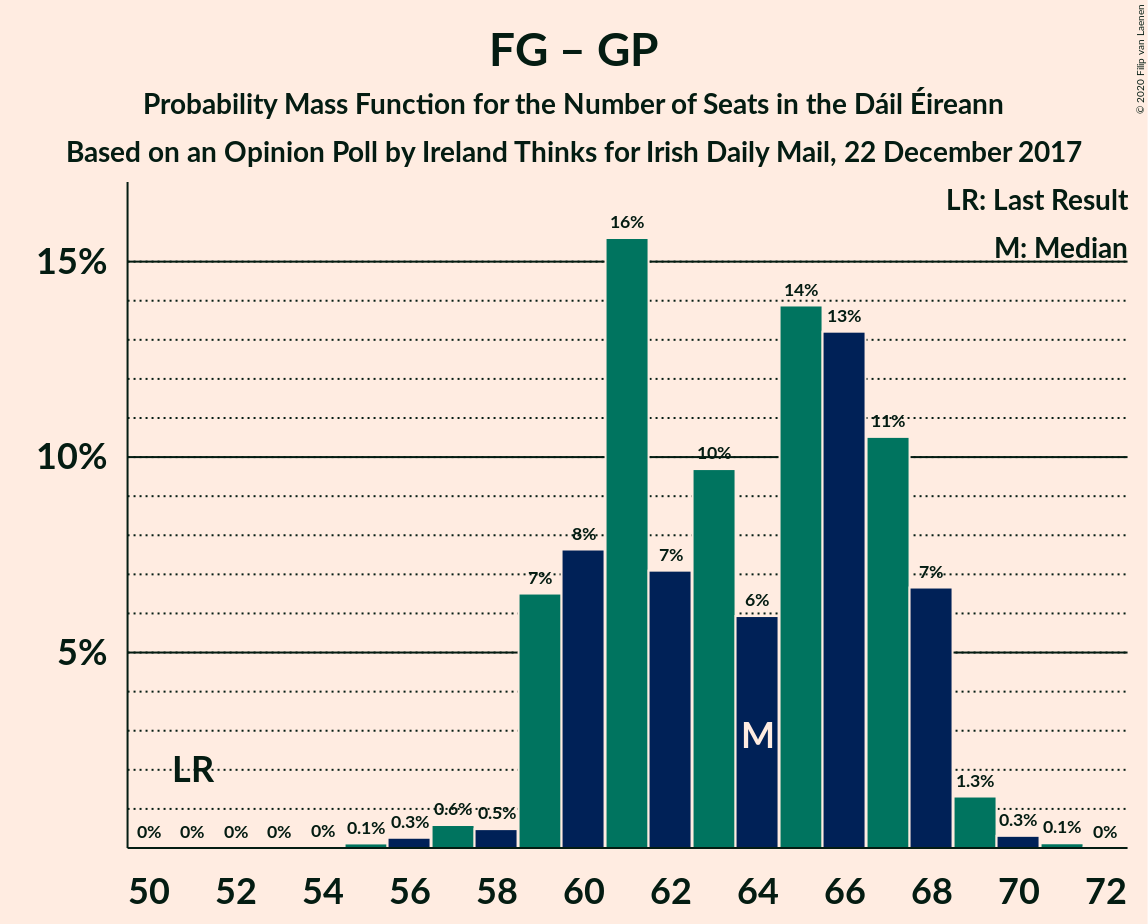 FG – GP
Probability Mass Function for the Number of Seats in the Dáil Éireann
Based on an Opinion Poll by Ireland Thinks for Irish Daily Mail, 22 December 2017
© 2020 Filip van Laenen
LR: Last Result
M: Median
15%
10%
5%
0% 0% 0% 0% 0% 0.1% 0.3% 0.6% 0.5% 7% 8% 16% 7% 10% 6% 14% 13% 11% 7% 1.3% 0.3% 0.1% 0%
LR
M
50 52 54 56 58 60 62 64 66 68 70 72